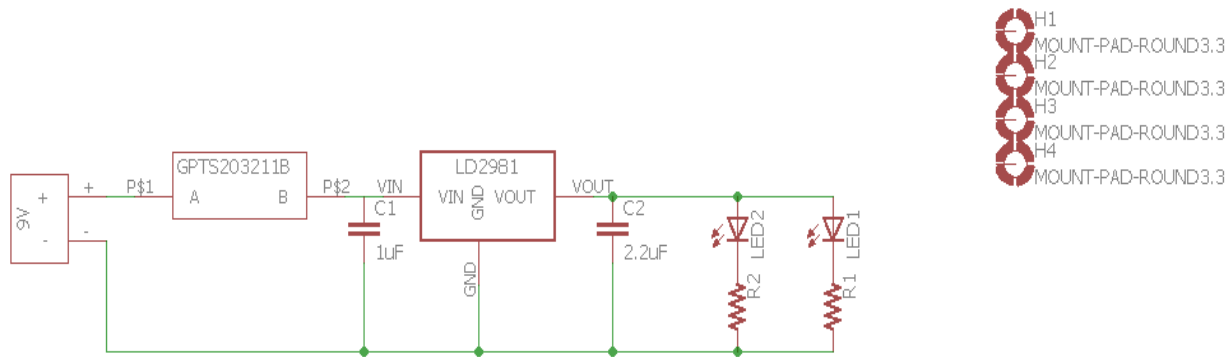 H1
MOUNT-PAD-ROUND3.3
H2
MOUNT-PAD-ROUND3.3
H3
MOUNT-PAD-ROUND3.3
H4
MOUNT-PAD-ROUND3.3
GPTS203211B
LD2981
9V
+
-
+
-
P$1
A
B
P$2
VIN
VIN
GND
VOUT
VOUT
GND
C1
1uF
C2
2.2uF
LED2
LED1
R2
R1